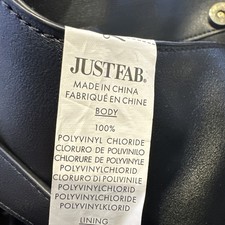 JUSTFAB.
MADE IN CHINA
FABRIQUÉ EN CHINE
BODY
100%
POLYVINYL CHLORIDE
CLORURO DE POLIVINILO
CHLORURE DE POLYVINYLE
POLYVINYLCHLORID
CLORURO DI POLIVINILE
POLYVINYLCHLORID
POLYVINYLCHLORIDE
POLYVINYLKLORID
LINING